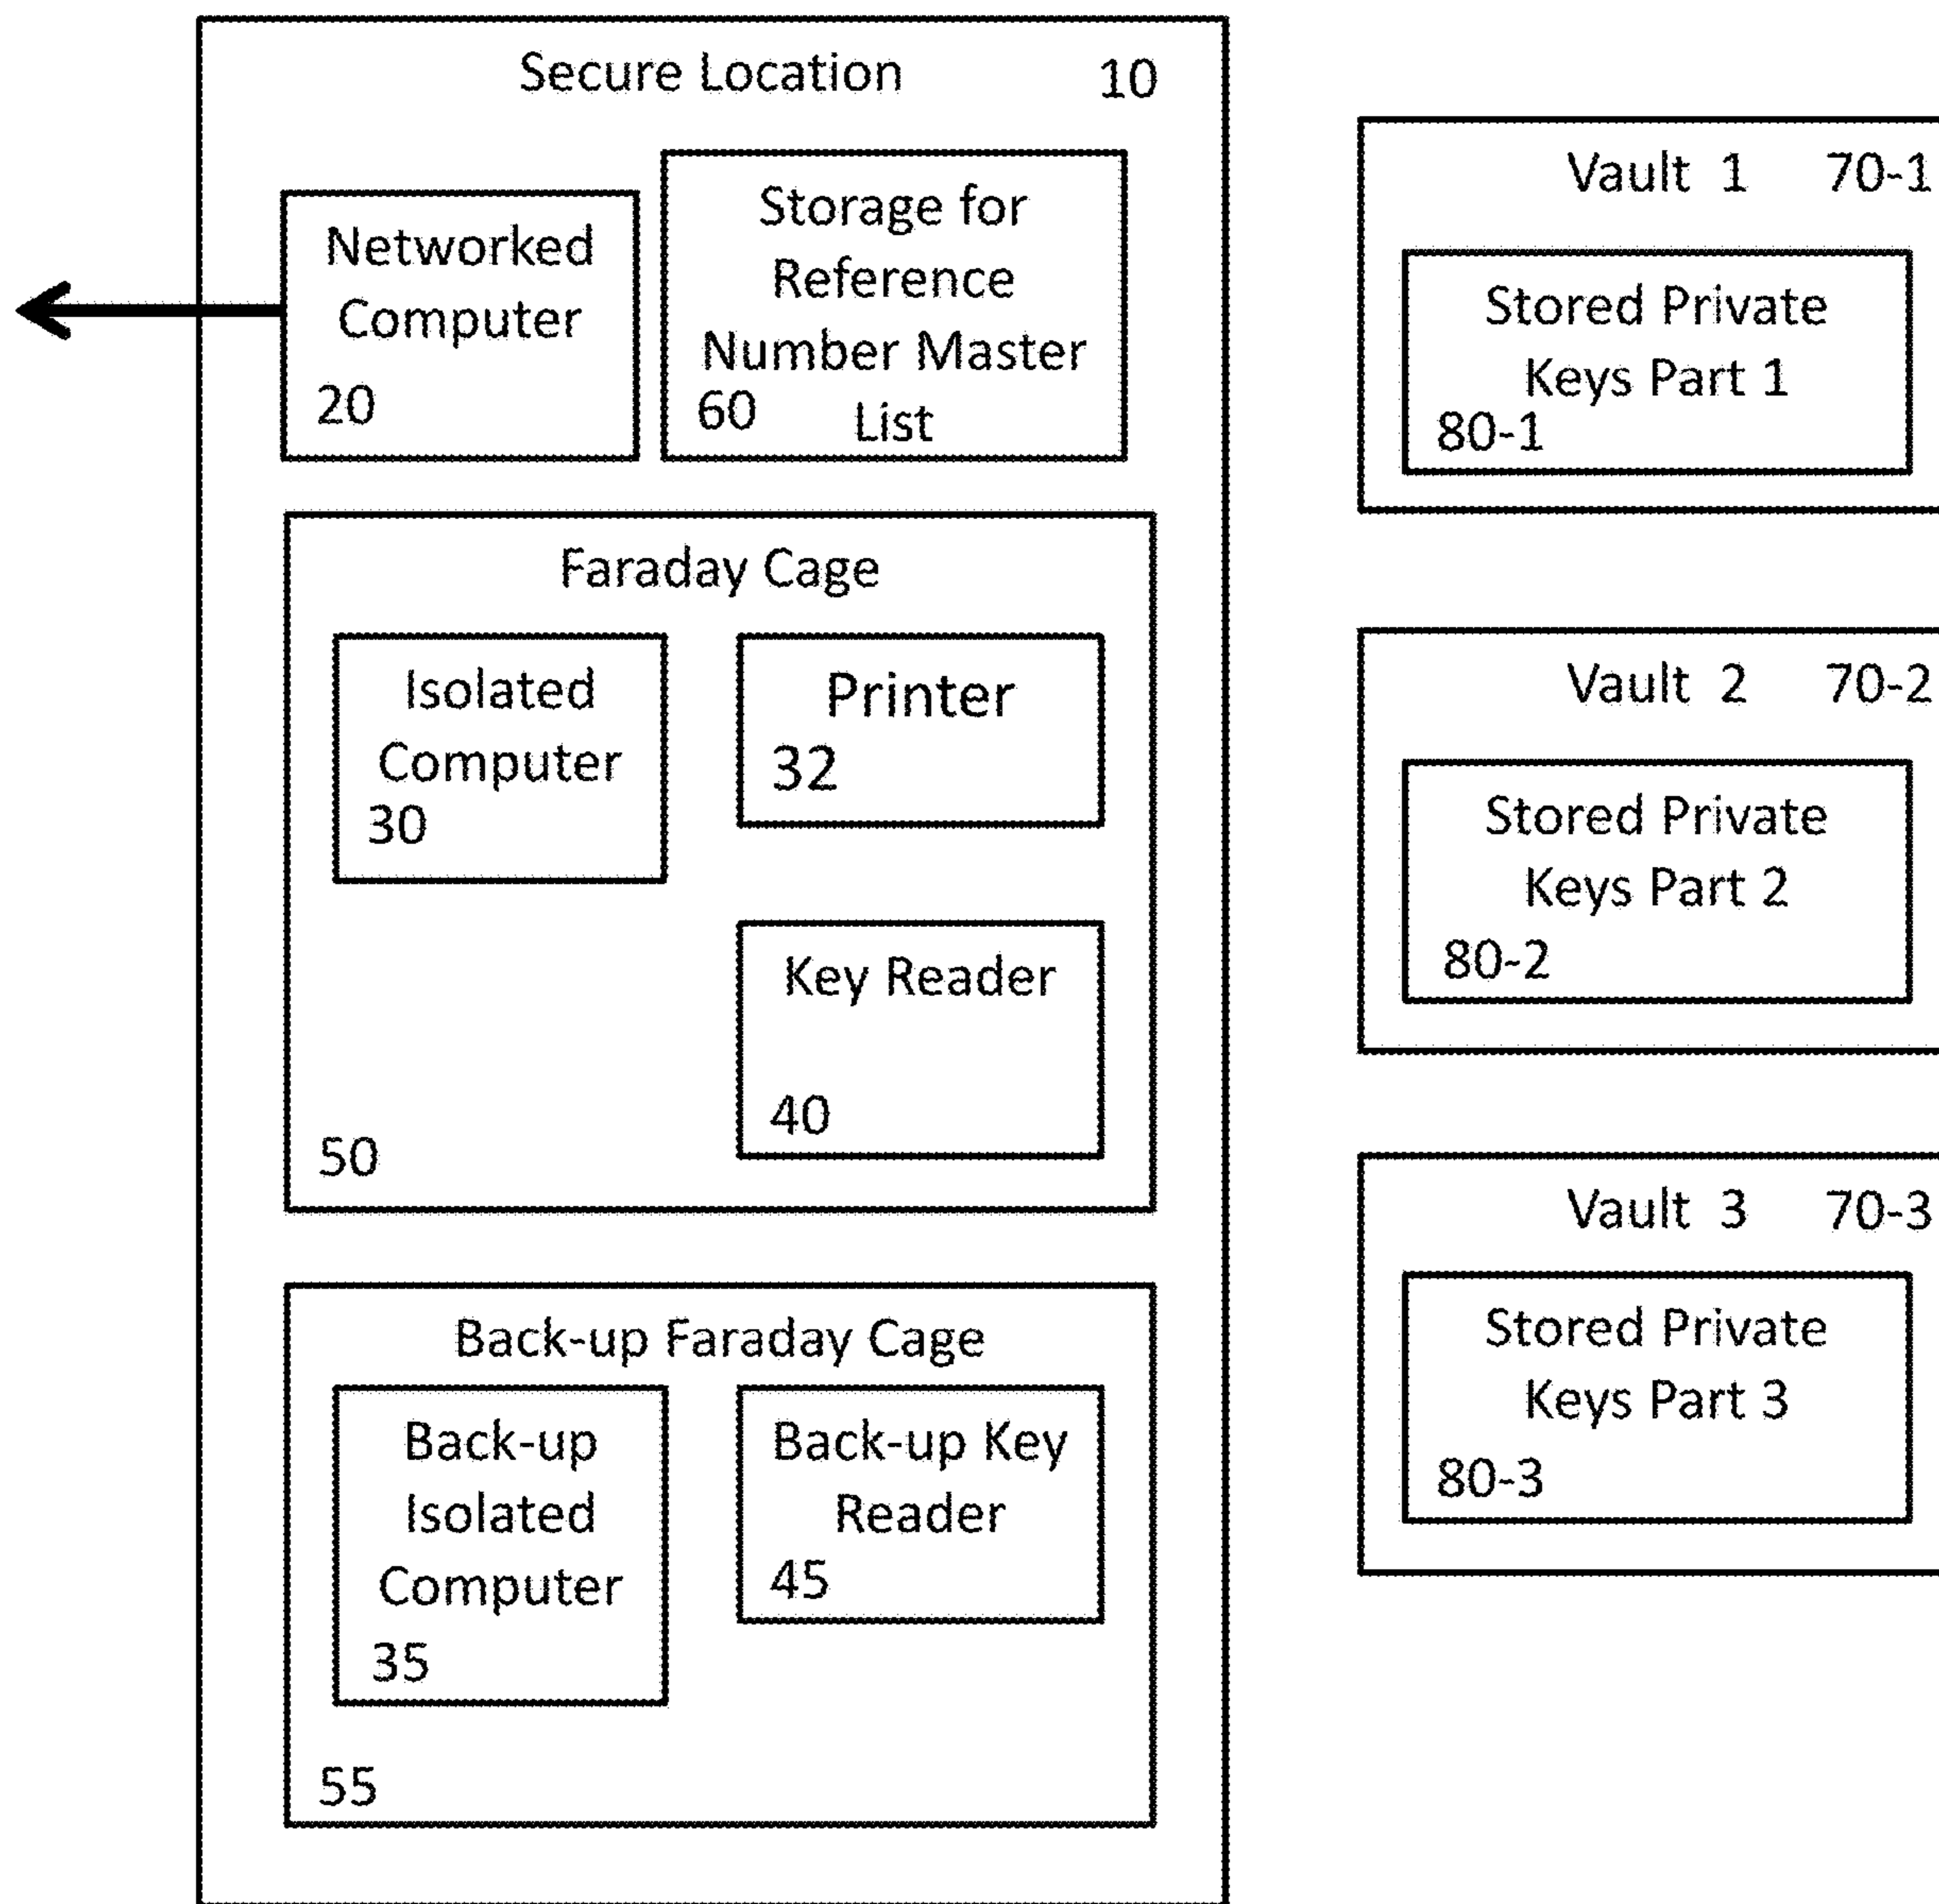 Secure Location 10
Networked
Computer
20
Storage for
Reference
Number Master
60 List
Faraday Cage
Isolated
Computer
30
Printer
32
Key Reader
40
50
Back-up Faraday Cage
Back-up
Isolated
Computer
35
Back-up Key
Reader
45
55
Vault 1 70-1
Stored Private
Keys Part 1
80-1
Vault 2 70-2
Stored Private
Keys Part 2
80-2
Vault 3 70-3
Stored Private
Keys Part 3
80-3